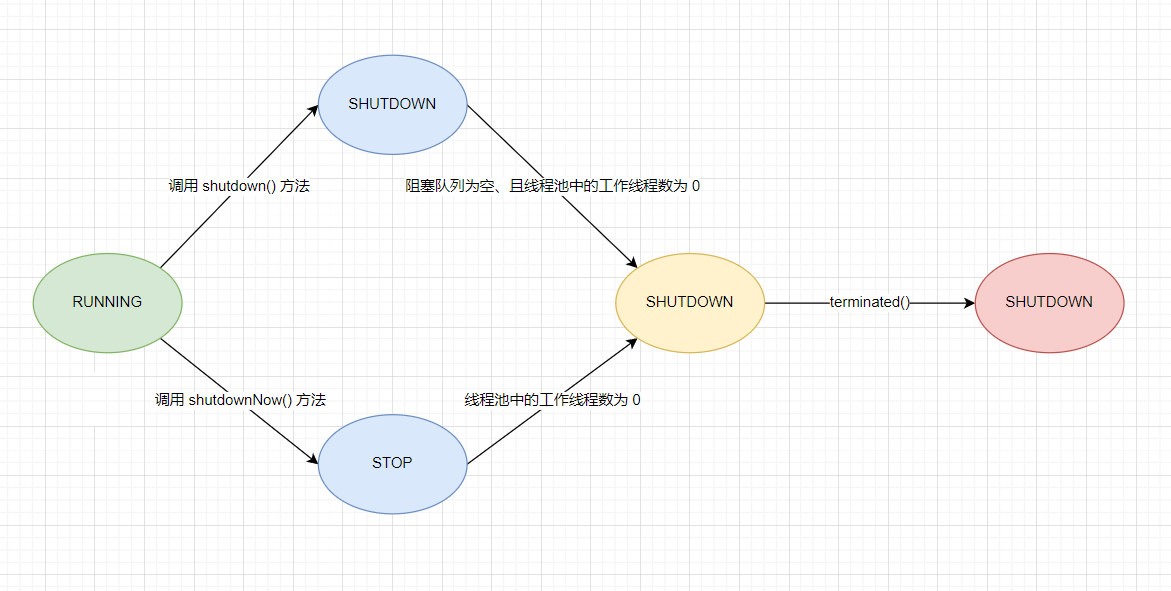 SHUTDOWN
调用 shutdown() 方法
阻塞队列为空、且线程池中的工作线程数为 0
RUNNING
SHUTDOWN
terminated()
SHUTDOWN
调用 shutdownNow() 方法
线程池中的工作线程数为 0
STOP